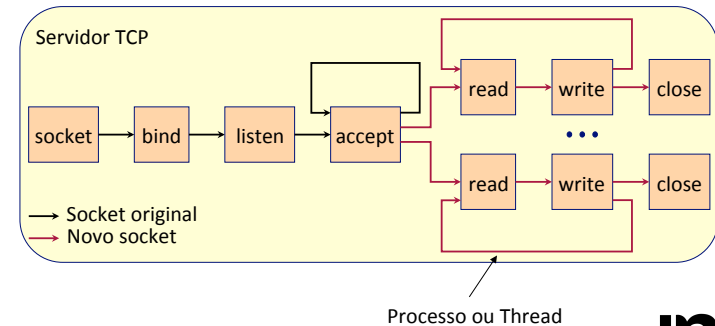 Servidor TCP
socket
bind
listen
accept
read
write
close
...
read
write
close
Socket original
Novo socket
Processo ou Thread